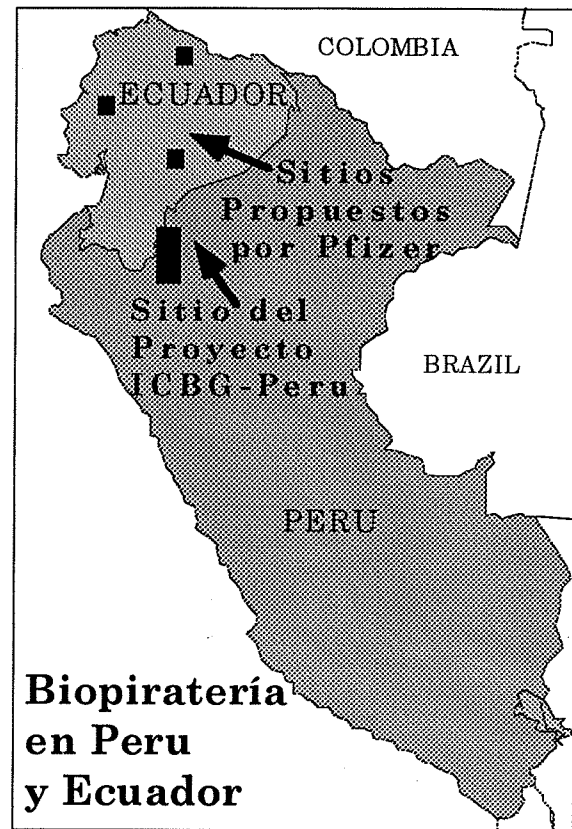 COLOMBIA
ECUADOR
Sitios
Propuestos
por Pfizer
Sitio del
Proyecto
ICBG-Peru
BRAZIL
PERU
Biopiratería
en Peru
y Ecuador